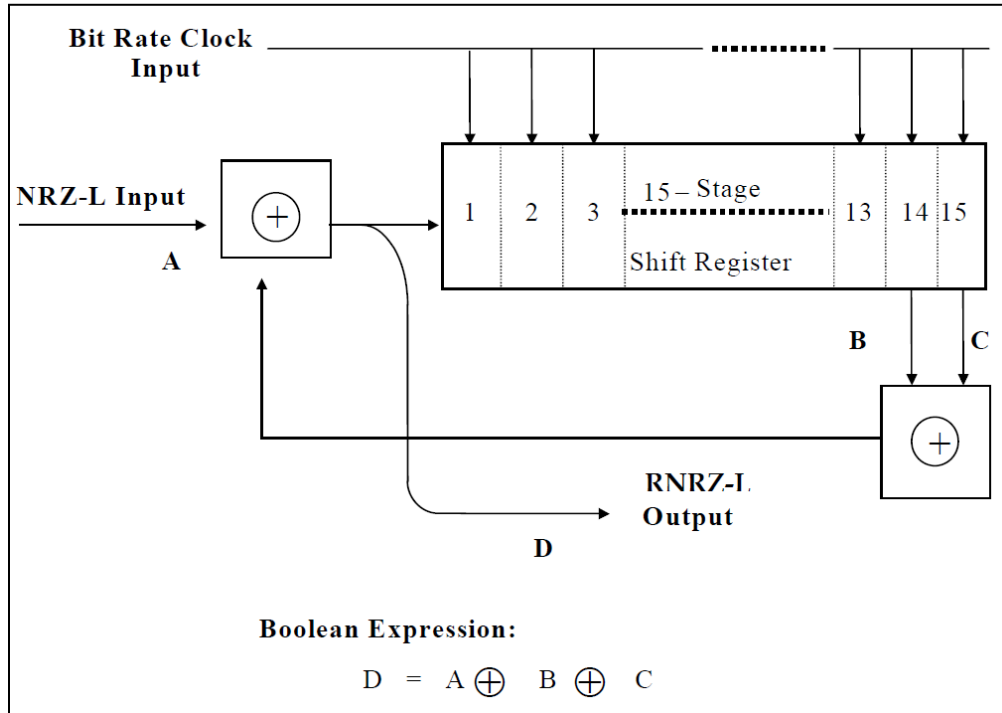 Bit Rate Clock
Input
NRZ-L Input
A
1 2 3 15 – Stage 13 14 15
Shift Register
B C
RNRZ-L
Output
D
Boolean Expression:
D = A ⊕ B ⊕ C